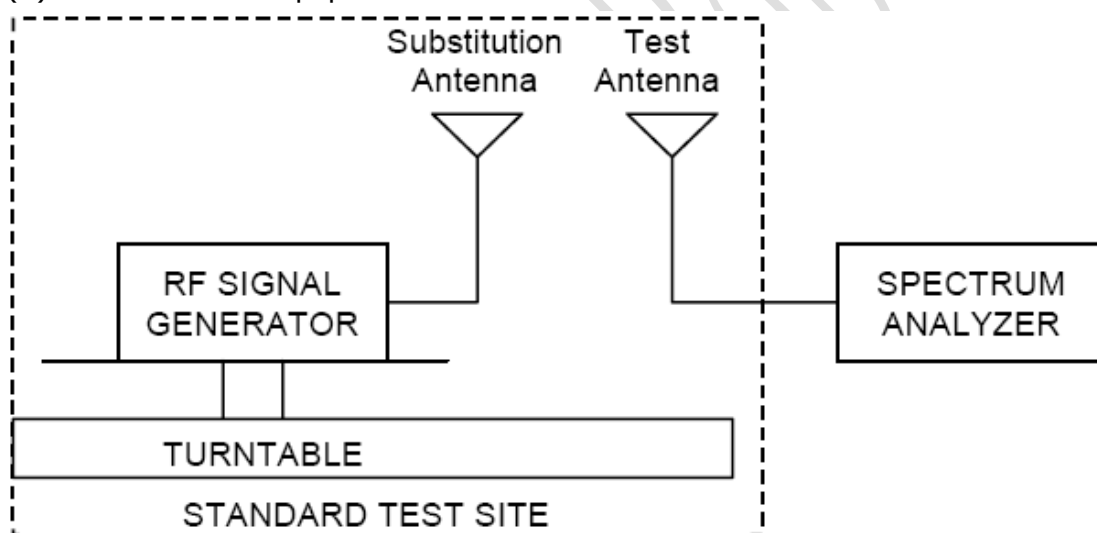 Substitution
Antenna
Test
Antenna
RF SIGNAL
GENERATOR
SPECTRUM
ANALYZER
TURNTABLE
STANDARD TEST SITE